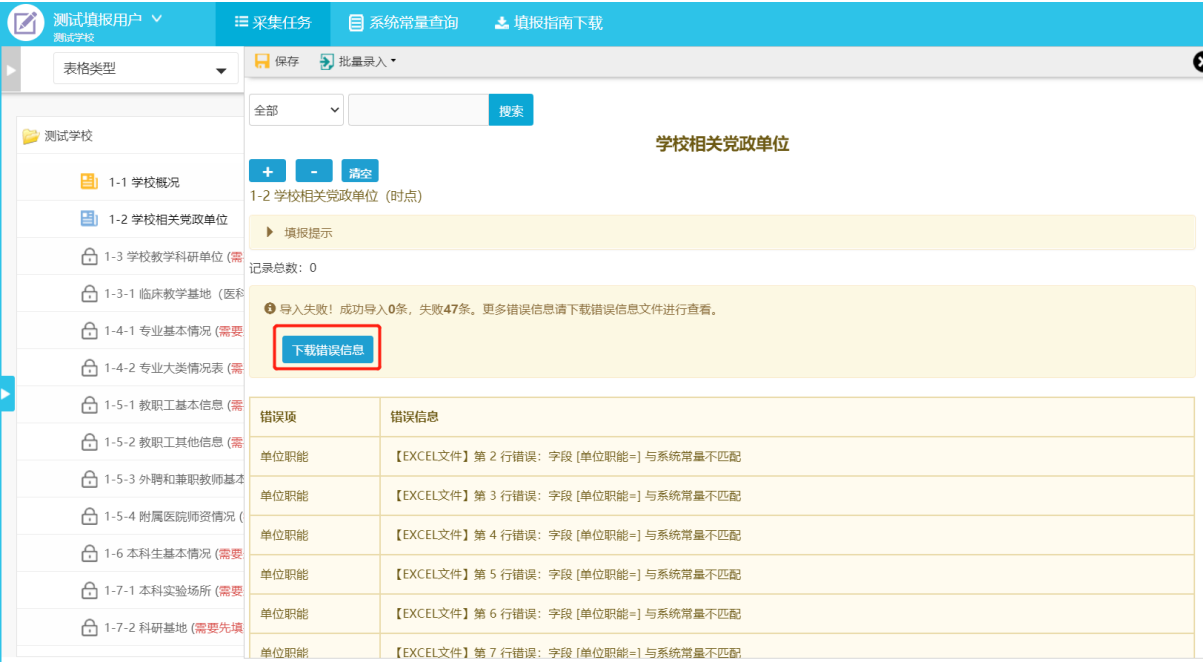 测试填报用户
测试学校
采集任务
系统常量查询
填报指南下载
表格类型
保存
批量录入
全部
搜索
测试学校
学校相关党政单位
+ - 清空
1-2 学校相关党政单位（时点）
填报提示
记录总数：0
导入失败！成功导入0条，失败47条。更多错误信息请下载错误信息文件进行查看。
下载错误信息
错误项 错误信息
单位职能 【EXCEL文件】第 2 行错误：字段 [单位职能=] 与系统常量不匹配
单位职能 【EXCEL文件】第 3 行错误：字段 [单位职能=] 与系统常量不匹配
单位职能 【EXCEL文件】第 4 行错误：字段 [单位职能=] 与系统常量不匹配
单位职能 【EXCEL文件】第 5 行错误：字段 [单位职能=] 与系统常量不匹配
单位职能 【EXCEL文件】第 6 行错误：字段 [单位职能=] 与系统常量不匹配
单位职能 【EXCEL文件】第 7 行错误：字段 [单位职能=] 与系统常量不匹配
1-1 学校概况
1-2 学校相关党政单位
1-3 学校教学科研单位 (需
1-3-1 临床教学基地（医科
1-4-1 专业基本情况 (需要
1-4-2 专业大类情况表 (需
1-5-1 教职工基本信息 (需
1-5-2 教职工其他信息 (需
1-5-3 外聘和兼职教师基本
1-5-4 附属医院师资情况 (
1-6 本科生基本情况 (需要
1-7-1 本科实验场所 (需要
1-7-2 科研基地 (需要先填